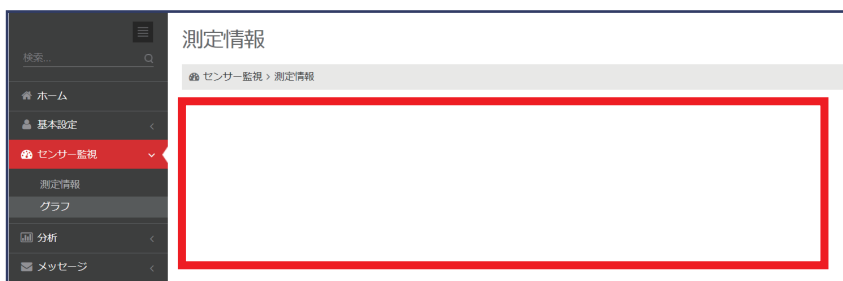 検索...
ホーム
基本設定
センサー監視
測定情報
グラフ
分析
メッセージ
測定情報
センサー監視 › 測定情報